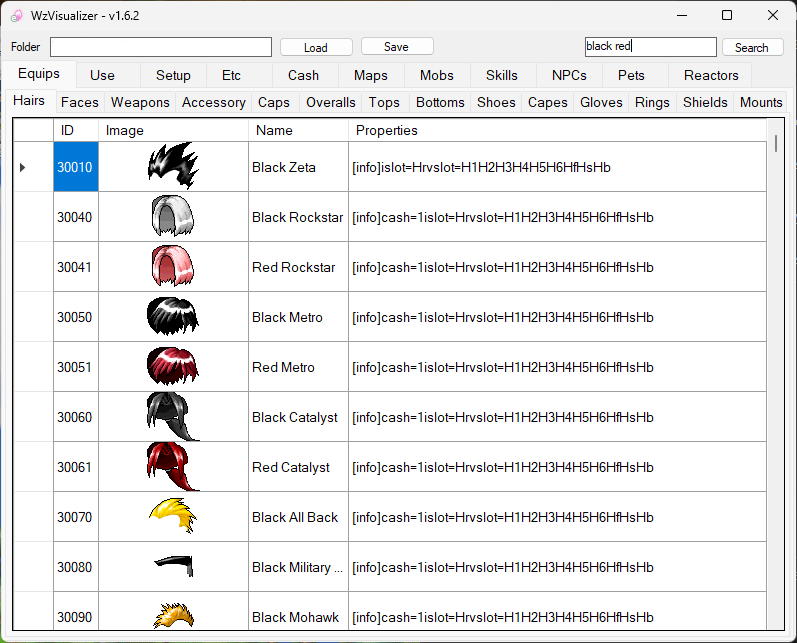 WzVisualizer - v1.6.2
Folder Load Save black red Search
Equips Use Setup Etc Cash Maps Mobs Skills NPCs Pets Reactors
Hairs Faces Weapons Accessory Caps Overalls Tops Bottoms Shoes Capes Gloves Rings Shields Mounts
ID Image Name Properties
30010 Black Zeta [info]islot=Hrvslot=H1H2H3H4H5H6HfHsHb
30040 Black Rockstar [info]cash=1islot=Hrvslot=H1H2H3H4H5H6HfHsHb
30041 Red Rockstar [info]cash=1islot=Hrvslot=H1H2H3H4H5H6HfHsHb
30050 Black Metro [info]cash=1islot=Hrvslot=H1H2H3H4H5H6HfHsHb
30051 Red Metro [info]cash=1islot=Hrvslot=H1H2H3H4H5H6HfHsHb
30060 Black Catalyst [info]cash=1islot=Hrvslot=H1H2H3H4H5H6HfHsHb
30061 Red Catalyst [info]cash=1islot=Hrvslot=H1H2H3H4H5H6HfHsHb
30070 Black All Back [info]cash=1islot=Hrvslot=H1H2H3H4H5H6HfHsHb
30080 Black Military ... [info]cash=1islot=Hrvslot=H1H2H3H4H5H6HfHsHb
30090 Black Mohawk [info]cash=1islot=Hrvslot=H1H2H3H4H5H6HfHsHb